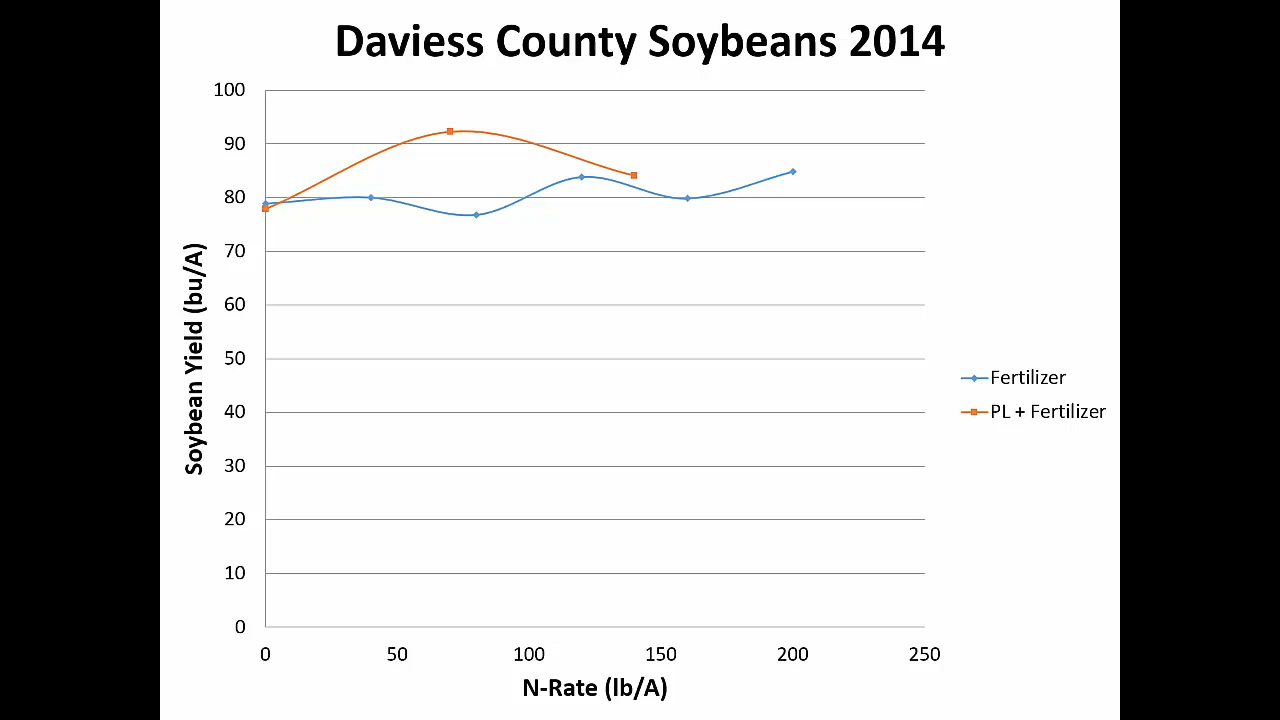 Daviess County Soybeans 2014
100
90
80
70
60
50
40
30
20
10
0
Soybean Yield (bu/A)
0 50 100 150 200 250
N-Rate (lb/A)
Fertilizer
PL + Fertilizer